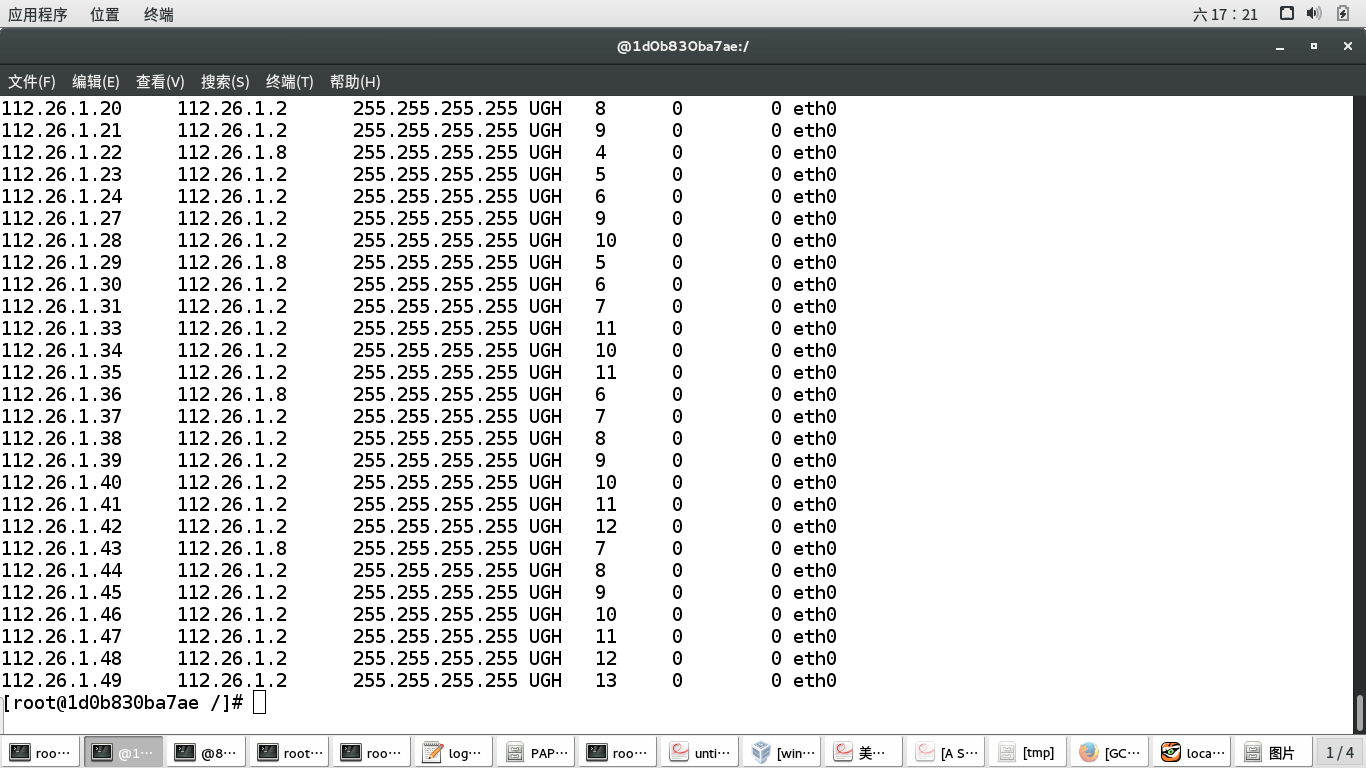 应用程序 位置 终端 六 17：21
@1d0b830ba7ae:/
文件(F) 编辑(E) 查看(V) 搜索(S) 终端(T) 帮助(H)
112.26.1.20 112.26.1.2 255.255.255.255 UGH 8 0 0 eth0
112.26.1.21 112.26.1.2 255.255.255.255 UGH 9 0 0 eth0
112.26.1.22 112.26.1.8 255.255.255.255 UGH 4 0 0 eth0
112.26.1.23 112.26.1.2 255.255.255.255 UGH 5 0 0 eth0
112.26.1.24 112.26.1.2 255.255.255.255 UGH 6 0 0 eth0
112.26.1.27 112.26.1.2 255.255.255.255 UGH 9 0 0 eth0
112.26.1.28 112.26.1.2 255.255.255.255 UGH 10 0 0 eth0
112.26.1.29 112.26.1.8 255.255.255.255 UGH 5 0 0 eth0
112.26.1.30 112.26.1.2 255.255.255.255 UGH 6 0 0 eth0
112.26.1.31 112.26.1.2 255.255.255.255 UGH 7 0 0 eth0
112.26.1.33 112.26.1.2 255.255.255.255 UGH 11 0 0 eth0
112.26.1.34 112.26.1.2 255.255.255.255 UGH 10 0 0 eth0
112.26.1.35 112.26.1.2 255.255.255.255 UGH 11 0 0 eth0
112.26.1.36 112.26.1.8 255.255.255.255 UGH 6 0 0 eth0
112.26.1.37 112.26.1.2 255.255.255.255 UGH 7 0 0 eth0
112.26.1.38 112.26.1.2 255.255.255.255 UGH 8 0 0 eth0
112.26.1.39 112.26.1.2 255.255.255.255 UGH 9 0 0 eth0
112.26.1.40 112.26.1.2 255.255.255.255 UGH 10 0 0 eth0
112.26.1.41 112.26.1.2 255.255.255.255 UGH 11 0 0 eth0
112.26.1.42 112.26.1.2 255.255.255.255 UGH 12 0 0 eth0
112.26.1.43 112.26.1.8 255.255.255.255 UGH 7 0 0 eth0
112.26.1.44 112.26.1.2 255.255.255.255 UGH 8 0 0 eth0
112.26.1.45 112.26.1.2 255.255.255.255 UGH 9 0 0 eth0
112.26.1.46 112.26.1.2 255.255.255.255 UGH 10 0 0 eth0
112.26.1.47 112.26.1.2 255.255.255.255 UGH 11 0 0 eth0
112.26.1.48 112.26.1.2 255.255.255.255 UGH 12 0 0 eth0
112.26.1.49 112.26.1.2 255.255.255.255 UGH 13 0 0 eth0
[root@1d0b830ba7ae /]#
roo… @1… @8… root… roo… log… PAP… roo… unti… [win… 美… [A S… [tmp] [GC… loca… 图片 1 / 4